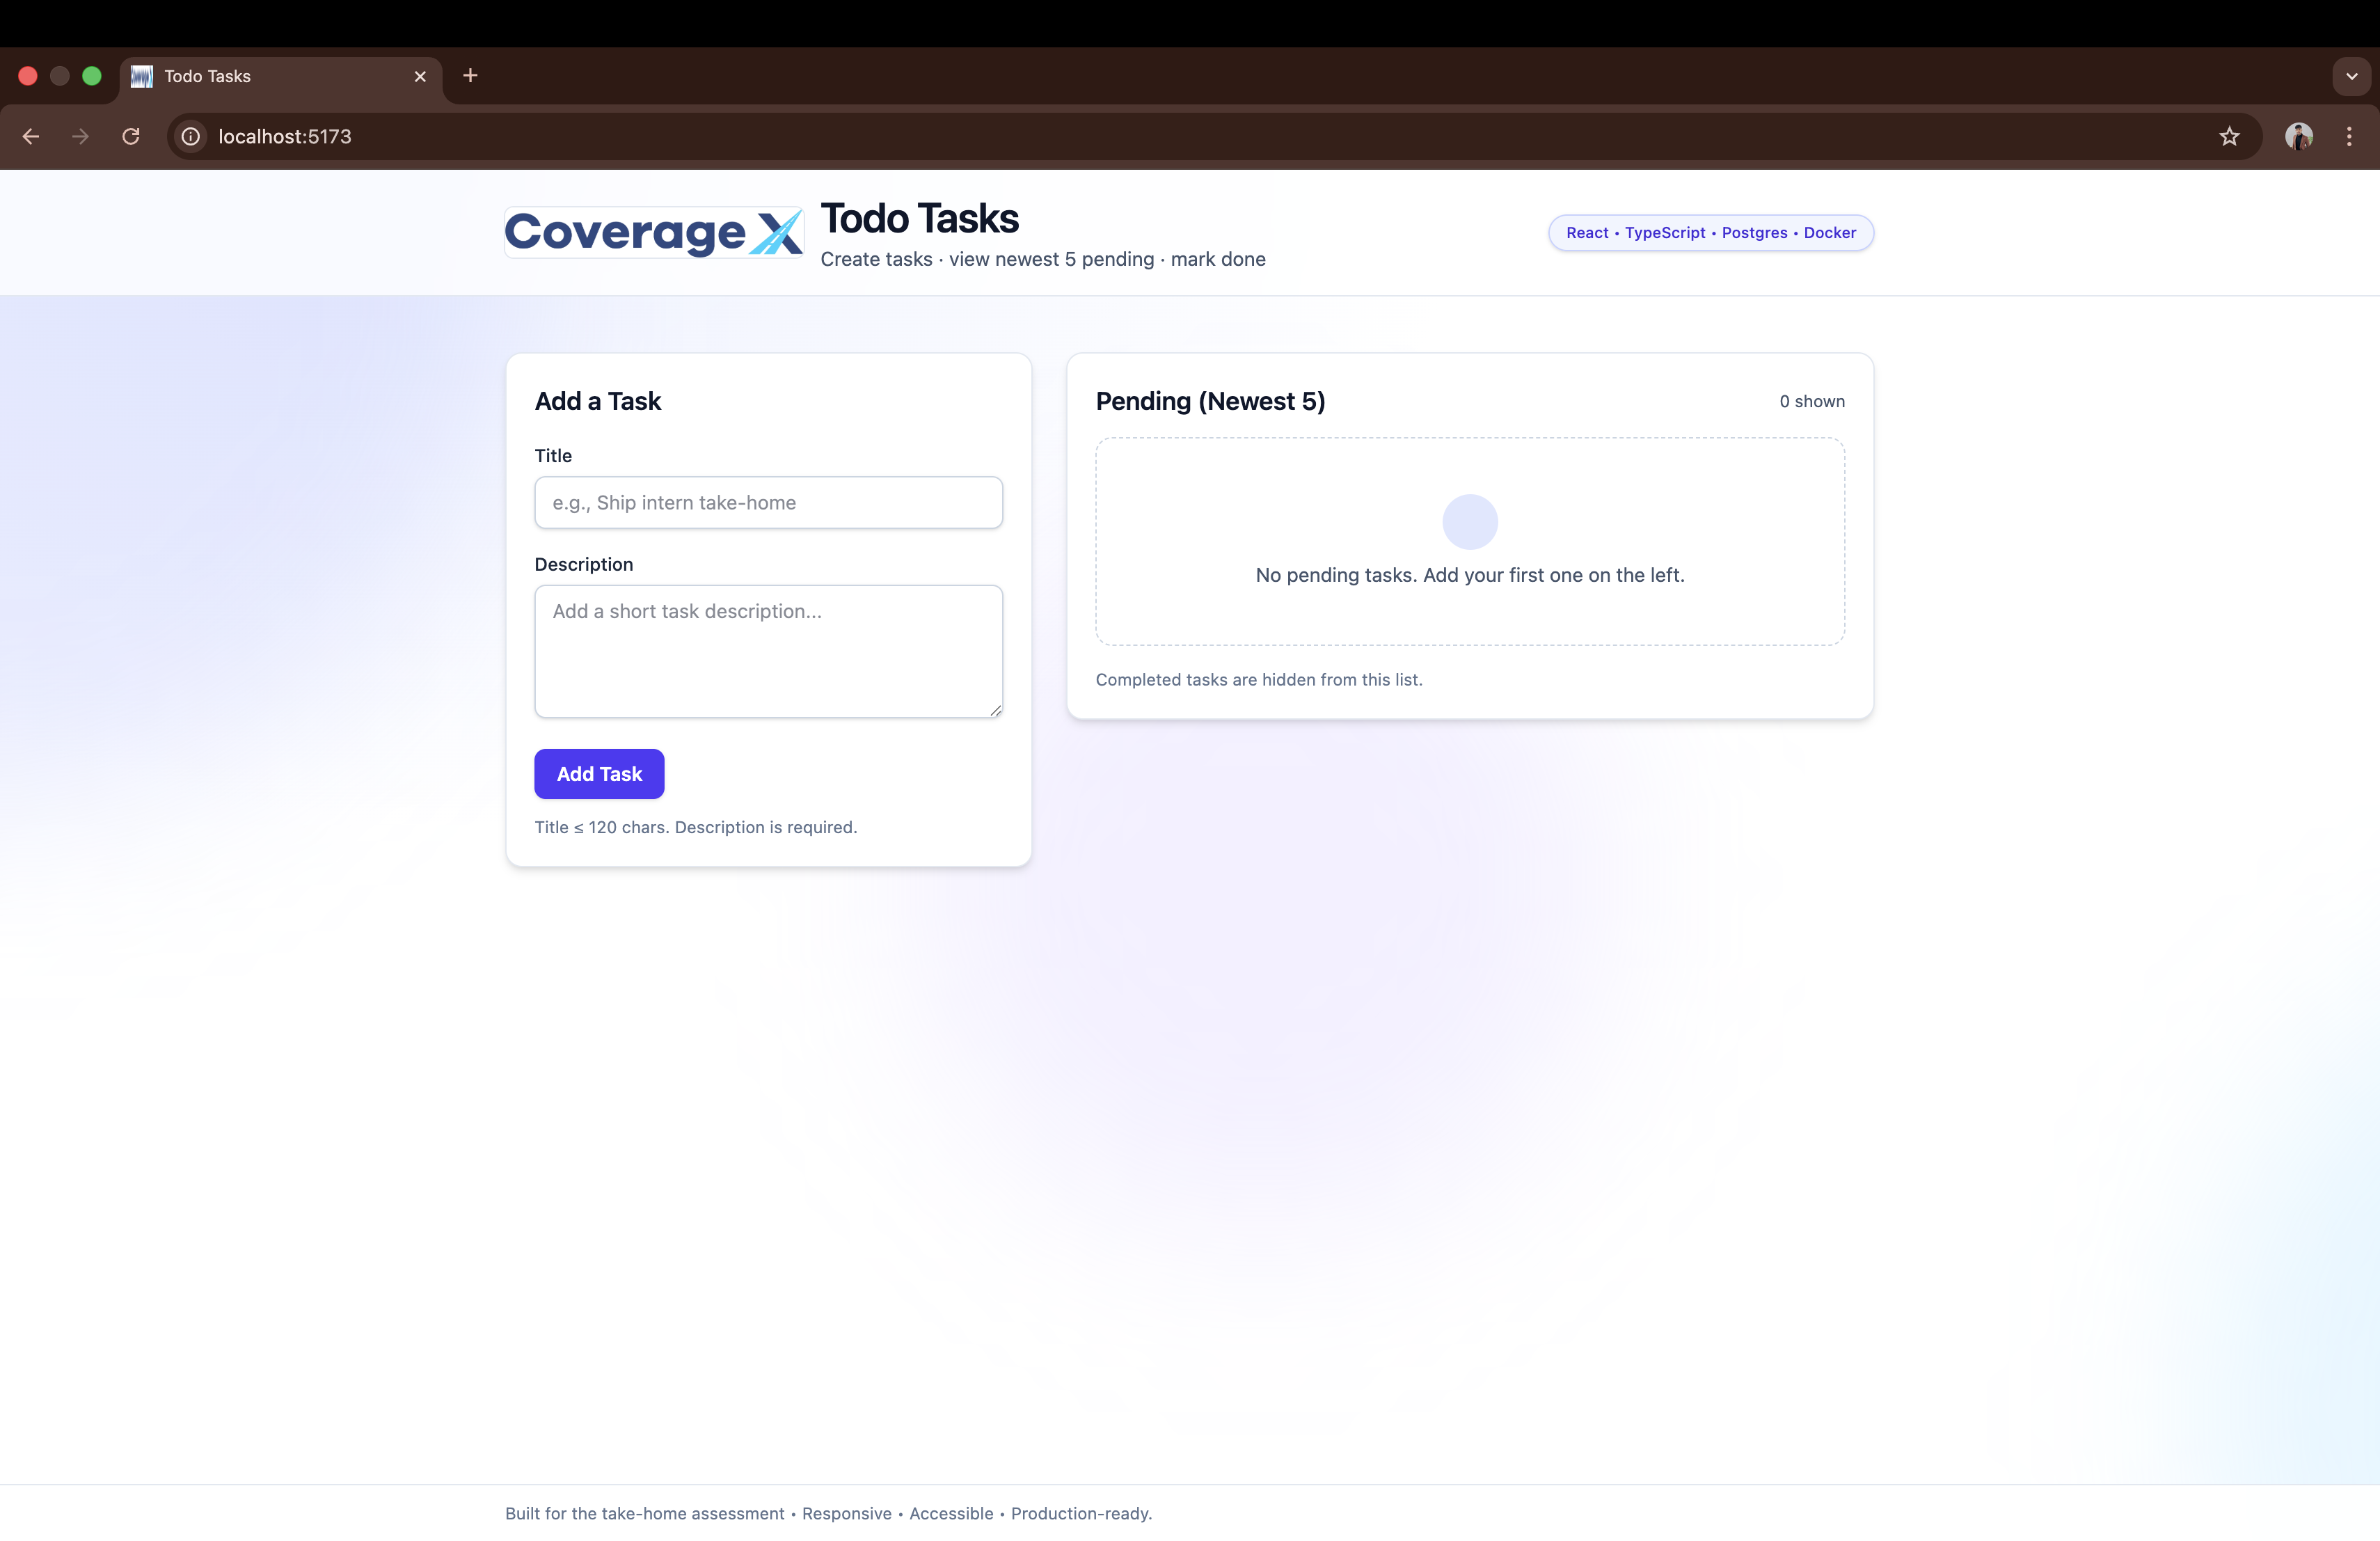 Todo Tasks
localhost:5173
Coverage X
Todo Tasks
Create tasks · view newest 5 pending · mark done
React • TypeScript • Postgres • Docker
Add a Task
Title
e.g., Ship intern take-home
Description
Add a short task description...
Add Task
Title ≤ 120 chars. Description is required.
Pending (Newest 5)
0 shown
No pending tasks. Add your first one on the left.
Completed tasks are hidden from this list.
Built for the take-home assessment • Responsive • Accessible • Production-ready.